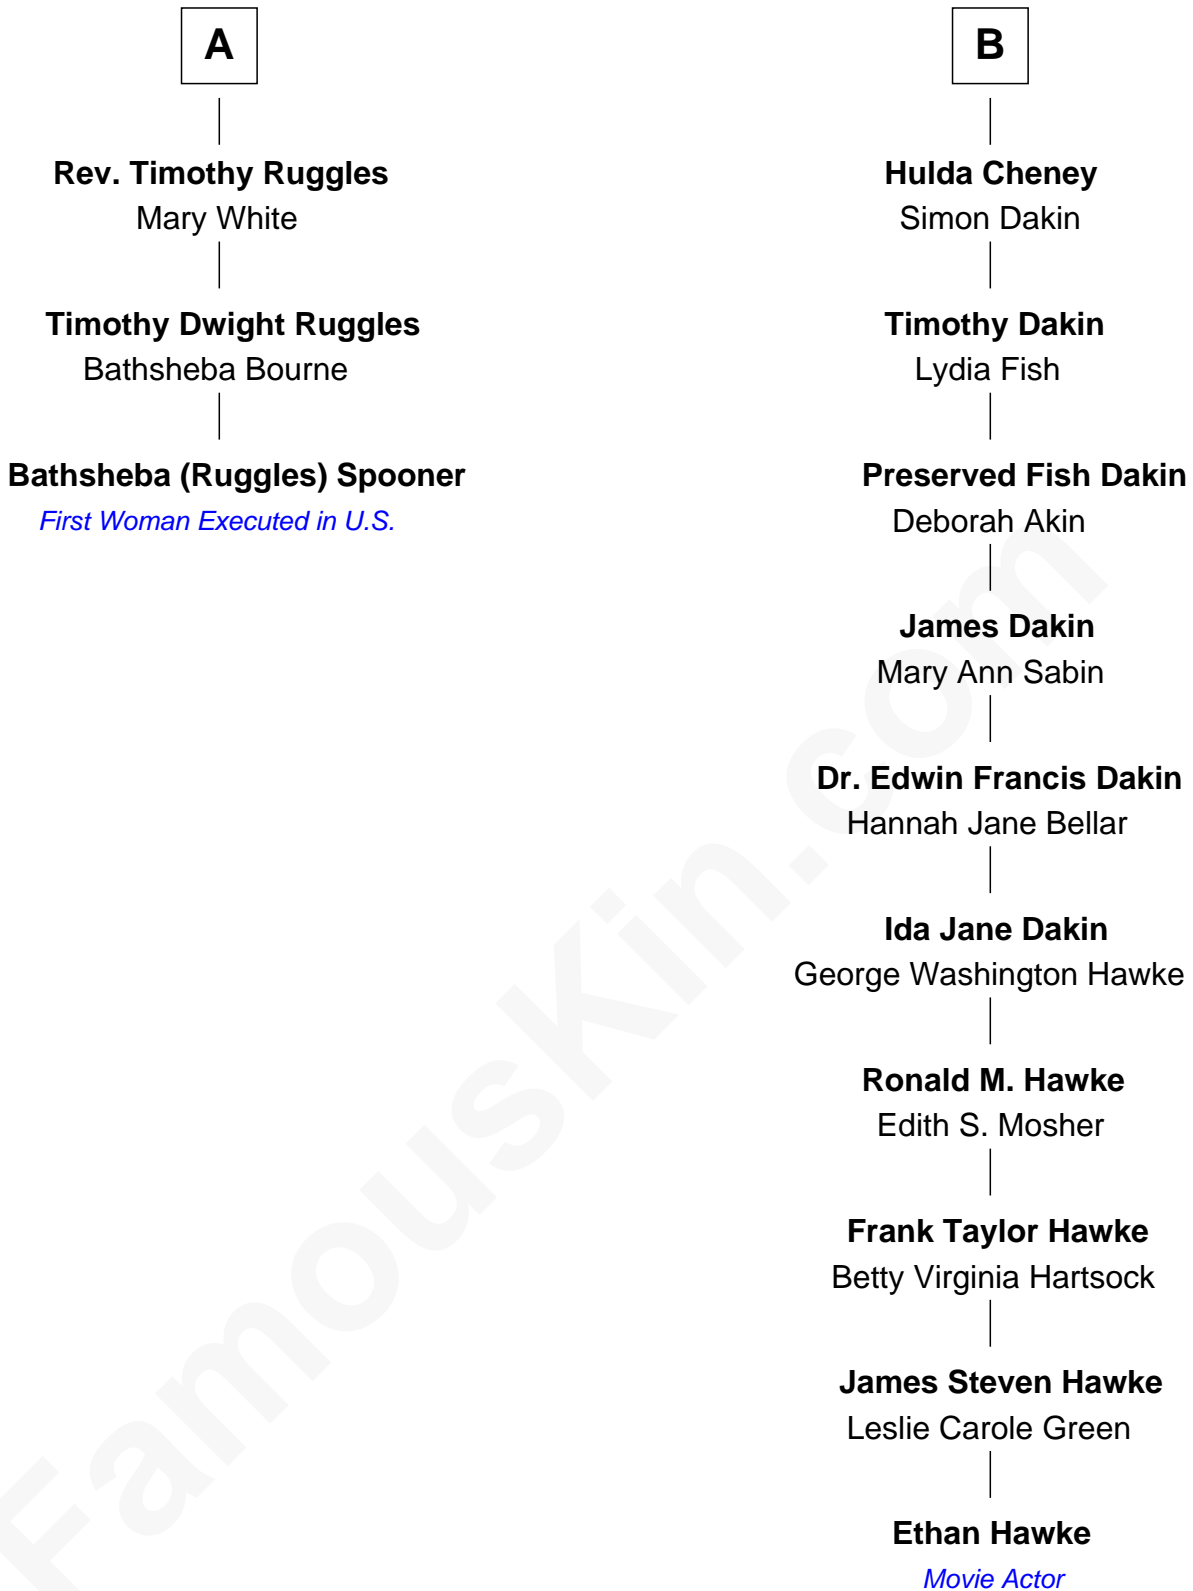 A
Rev. Timothy Ruggles
Mary White
Timothy Dwight Ruggles
Bathsheba Bourne
Bathsheba (Ruggles) Spooner
First Woman Executed in U.S.
B
Hulda Cheney
Simon Dakin
Timothy Dakin
Lydia Fish
Preserved Fish Dakin
Deborah Akin
James Dakin
Mary Ann Sabin
Dr. Edwin Francis Dakin
Hannah Jane Bellar
Ida Jane Dakin
George Washington Hawke
Ronald M. Hawke
Edith S. Mosher
Frank Taylor Hawke
Betty Virginia Hartsock
James Steven Hawke
Leslie Carole Green
Ethan Hawke
Movie Actor
FamousKin.com